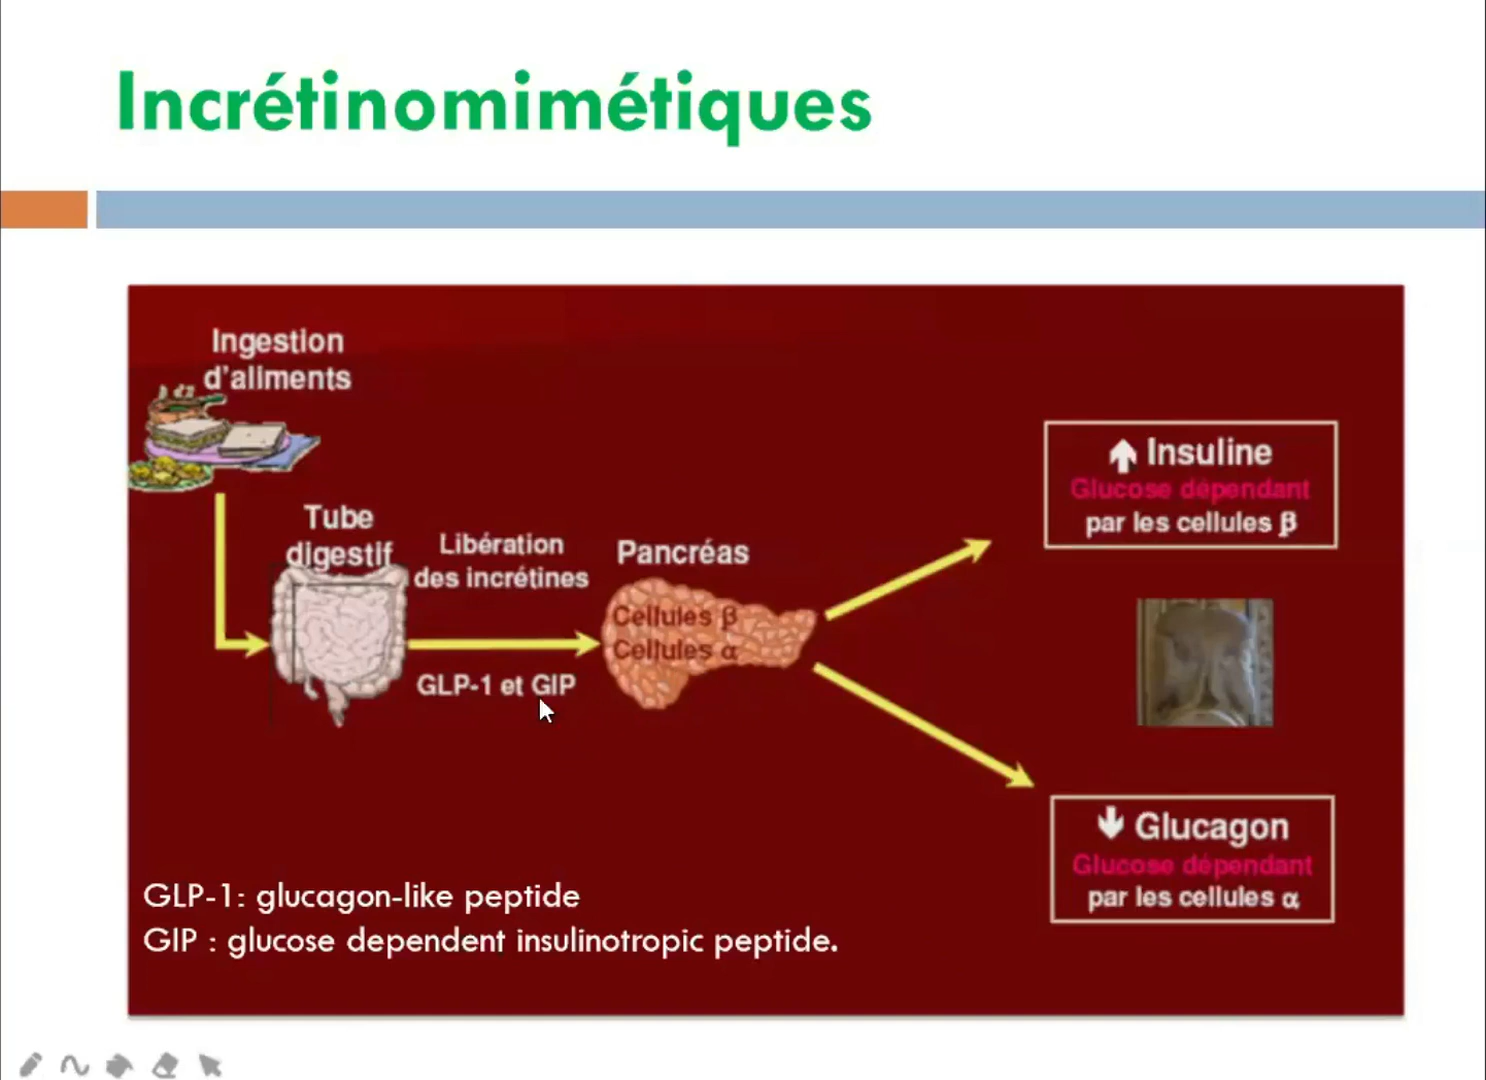 Incrétinomimétiques
Ingestion
d'aliments
Tube
digestif
Libération
des incrétines
GLP-1 et GIP
Pancréas
Cellules β
Cellules α
Insuline
Glucose dépendant
par les cellules β
Glucagon
Glucose dépendant
par les cellules α
GLP-1: glucagon-like peptide
GIP : glucose dependent insulinotropic peptide.